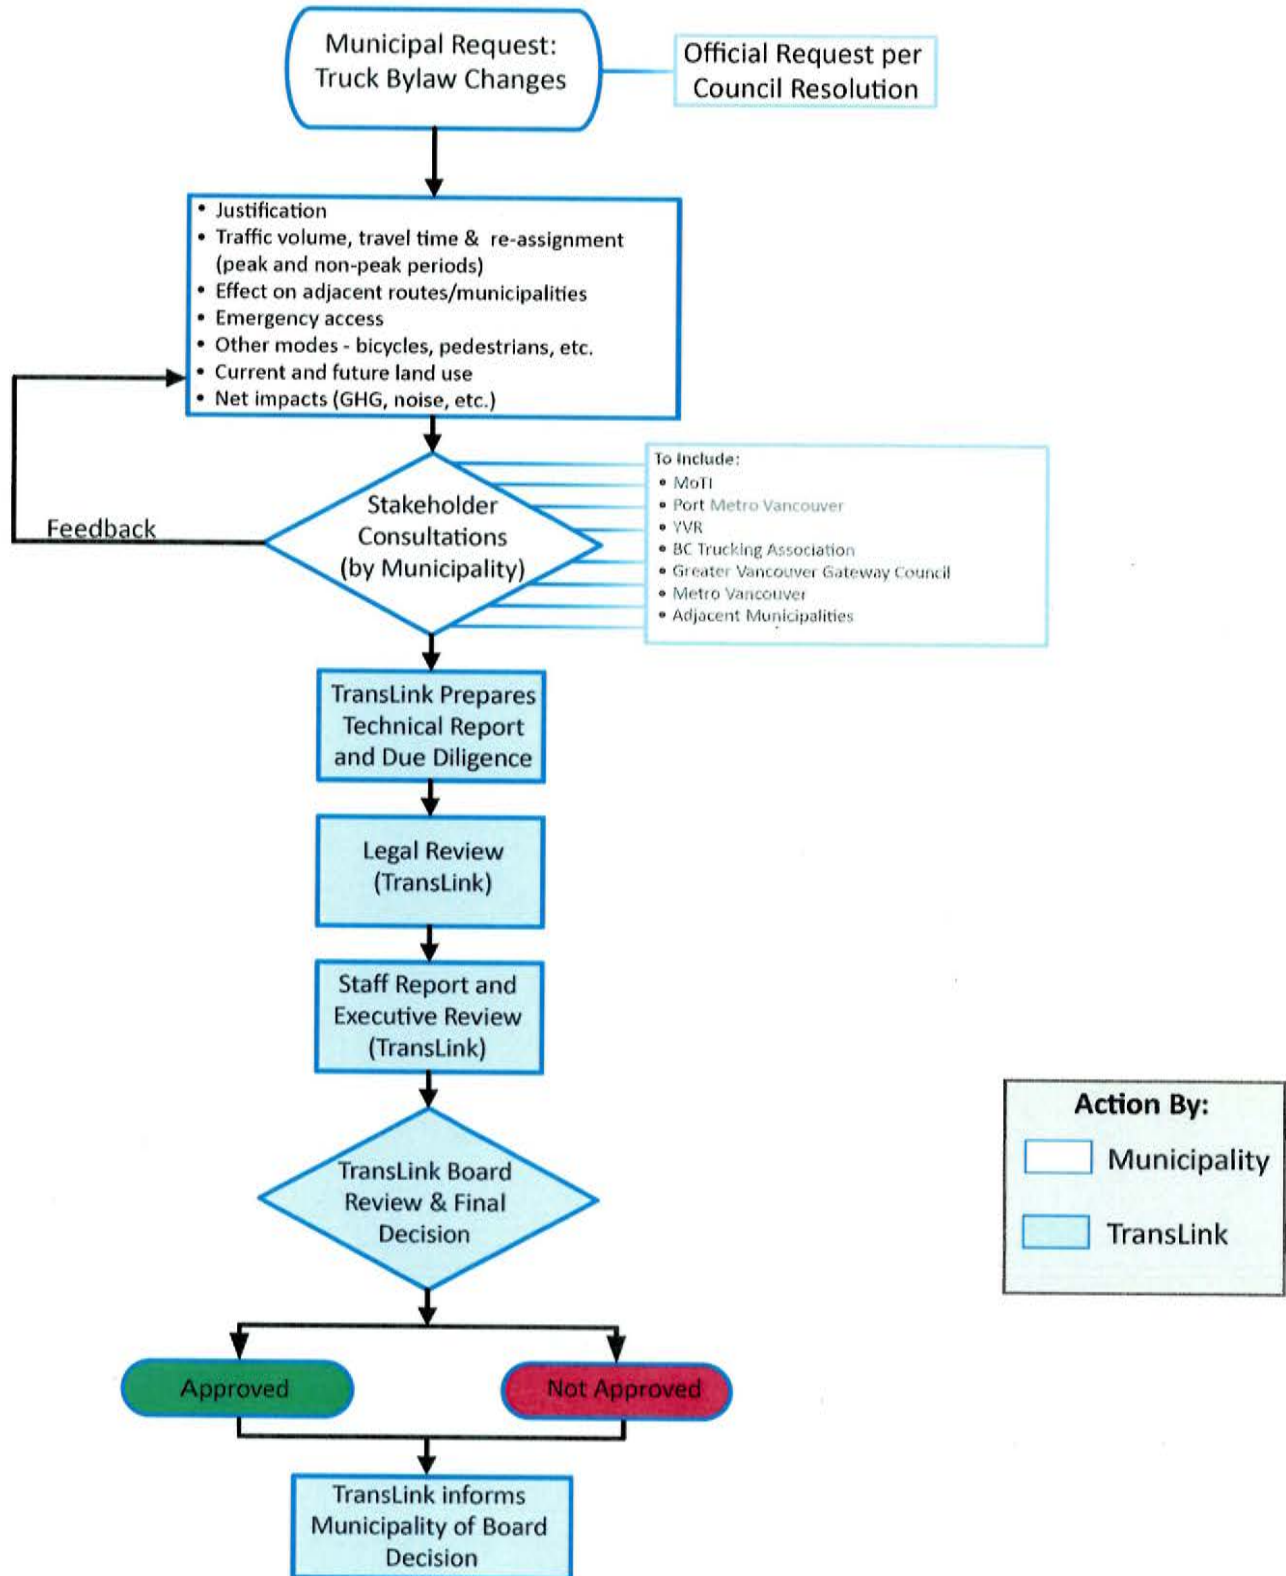 Municipal Request:
Truck Bylaw Changes
Official Request per
Council Resolution
• Justification
• Traffic volume, travel time & re-assignment
(peak and non-peak periods)
• Effect on adjacent routes/municipalities
• Emergency access
• Other modes - bicycles, pedestrians, etc.
• Current and future land use
• Net impacts (GHG, noise, etc.)
Feedback
Stakeholder
Consultations
(by Municipality)
To Include:
• MoTI
• Port Metro Vancouver
• YVR
• BC Trucking Association
• Greater Vancouver Gateway Council
• Metro Vancouver
• Adjacent Municipalities
TransLink Prepares
Technical Report
and Due Diligence
Legal Review
(TransLink)
Staff Report and
Executive Review
(TransLink)
TransLink Board
Review & Final
Decision
Action By:
Municipality
TransLink
Approved
Not Approved
TransLink informs
Municipality of Board
Decision